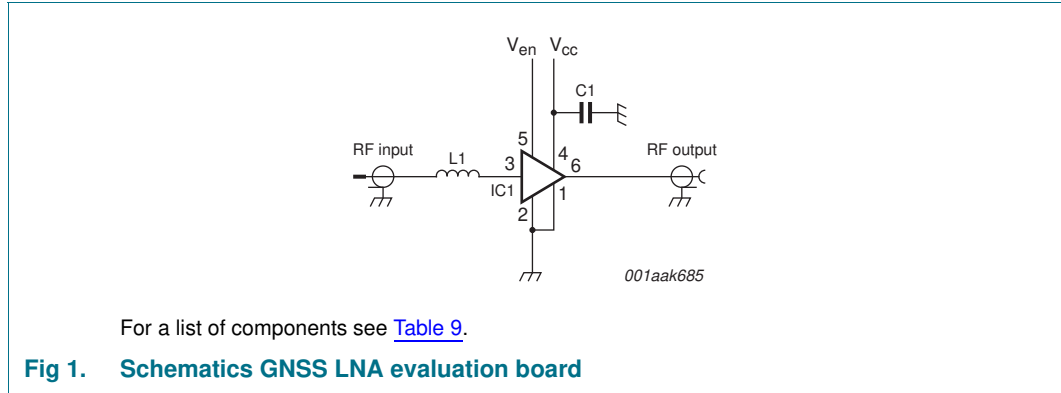 Ven Vcc
C1
5
4
RF input
L1
3
6
RF output
IC1
1
2
001aak685
For a list of components see Table 9.
Fig 1. Schematics GNSS LNA evaluation board